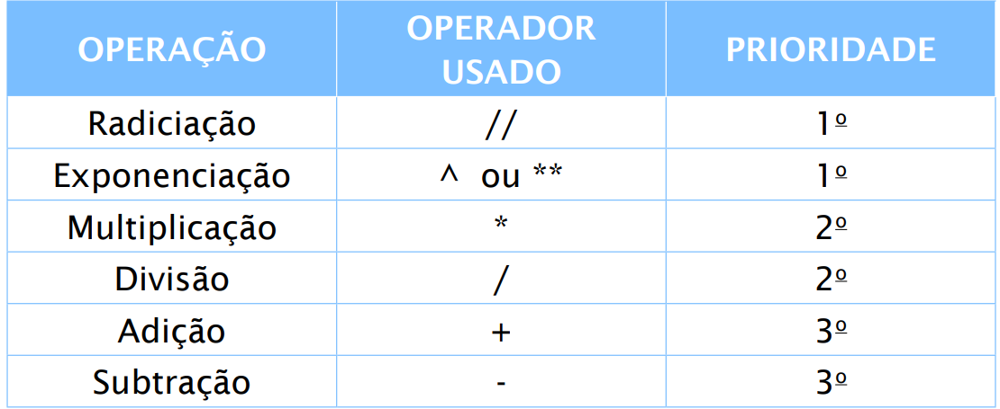 OPERAÇÃO OPERADOR USADO PRIORIDADE
Radiciação // 1º
Exponenciação ^ ou ** 1º
Multiplicação * 2º
Divisão / 2º
Adição + 3º
Subtração - 3º